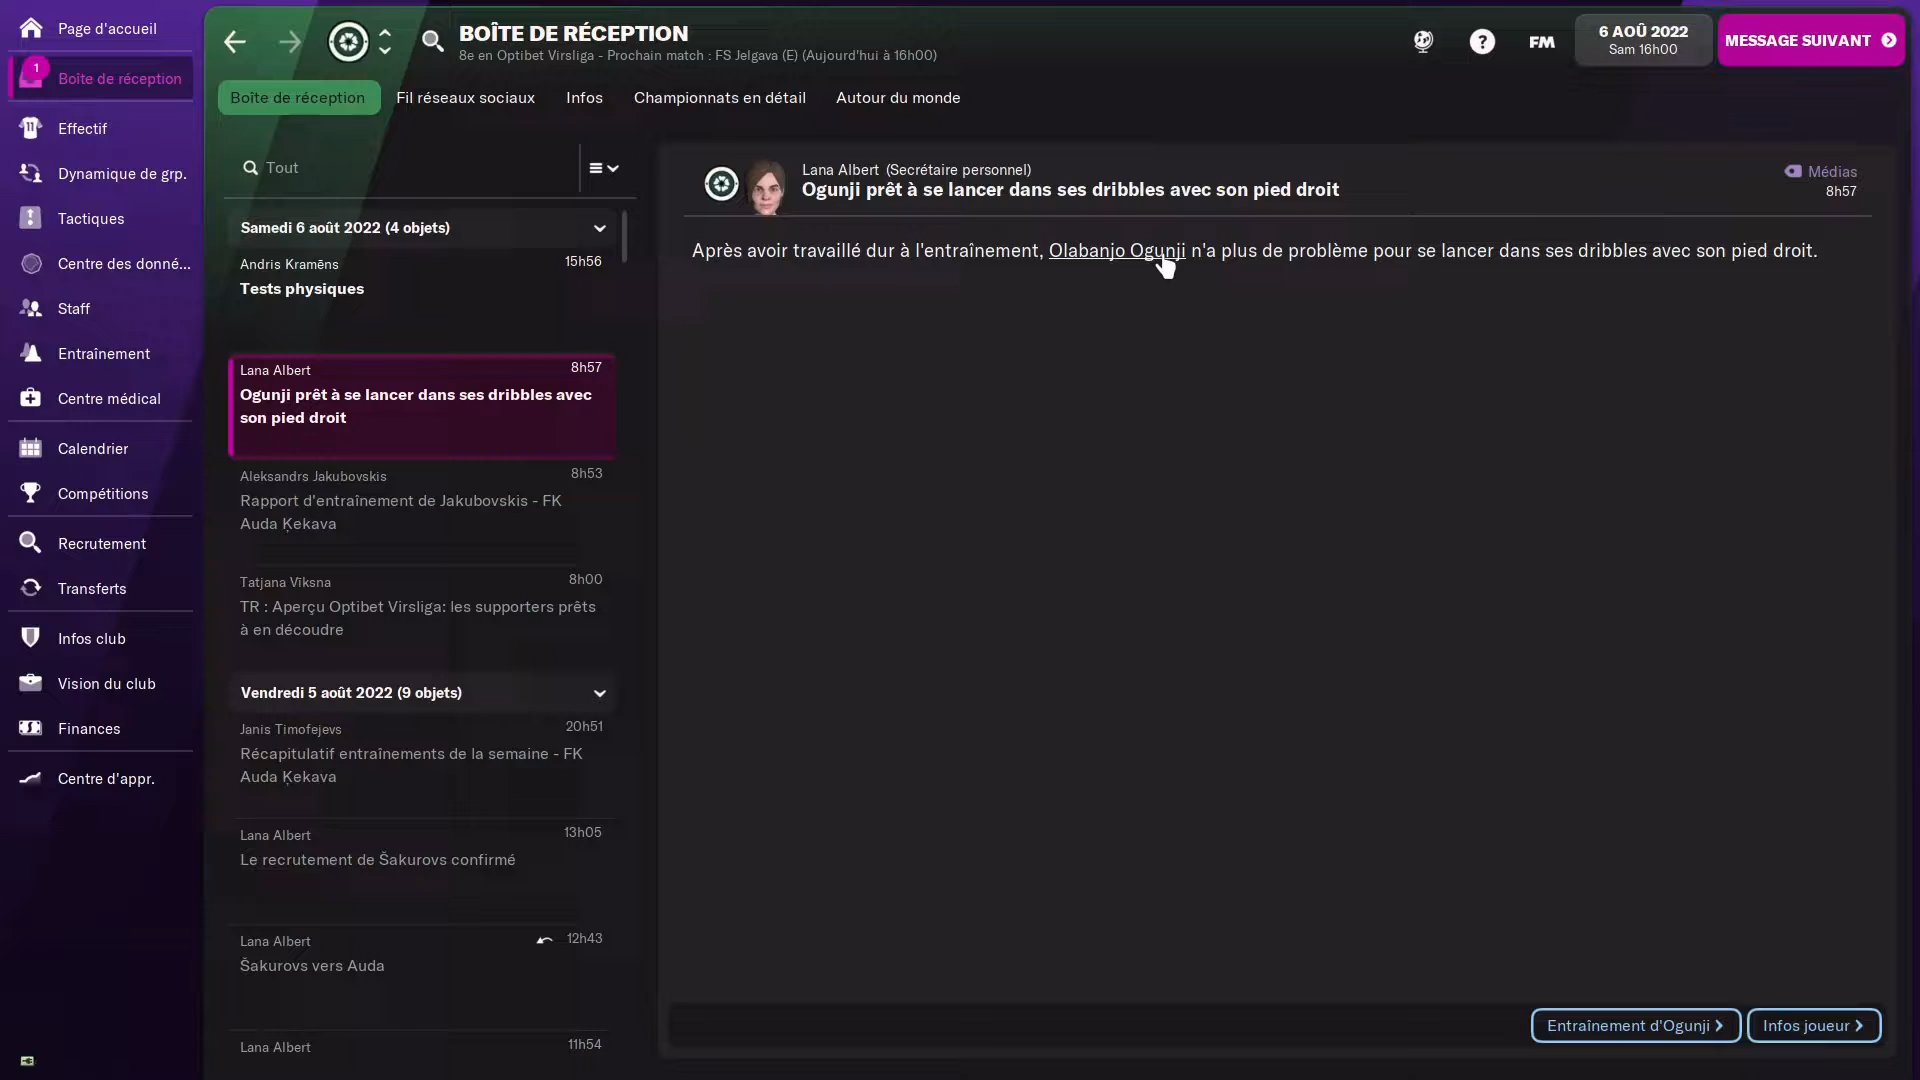 Page d'accueil
1
Boîte de réception
Effectif
Dynamique de grp.
Tactiques
Centre des donné...
Staff
Entraînement
Centre médical
Calendrier
Compétitions
Recrutement
Transferts
Infos club
Vision du club
Finances
Centre d'appr.
BOÎTE DE RÉCEPTION
8e en Optibet Virsliga - Prochain match : FS Jelgava (E) (Aujourd'hui à 16h00)
FM
6 AOÛ 2022
Sam 16h00
MESSAGE SUIVANT
Boîte de réception
Fil réseaux sociaux
Infos
Championnats en détail
Autour du monde
Tout
Samedi 6 août 2022 (4 objets)
Andris Kramēns 15h56
Tests physiques
Lana Albert 8h57
Ogunji prêt à se lancer dans ses dribbles avec
son pied droit
Aleksandrs Jakubovskis 8h53
Rapport d'entraînement de Jakubovskis - FK
Auda Ķekava
Tatjana Vīksna 8h00
TR : Aperçu Optibet Virsliga: les supporters prêts
à en découdre
Vendredi 5 août 2022 (9 objets)
Janis Timofejevs 20h51
Récapitulatif entraînements de la semaine - FK
Auda Ķekava
Lana Albert 13h05
Le recrutement de Šakurovs confirmé
Lana Albert 12h43
Šakurovs vers Auda
Lana Albert 11h54
Lana Albert (Secrétaire personnel)
Ogunji prêt à se lancer dans ses dribbles avec son pied droit
Médias
8h57
Après avoir travaillé dur à l'entraînement, Olabanjo Ogunji n'a plus de problème pour se lancer dans ses dribbles avec son pied droit.
Entraînement d'Ogunji
Infos joueur